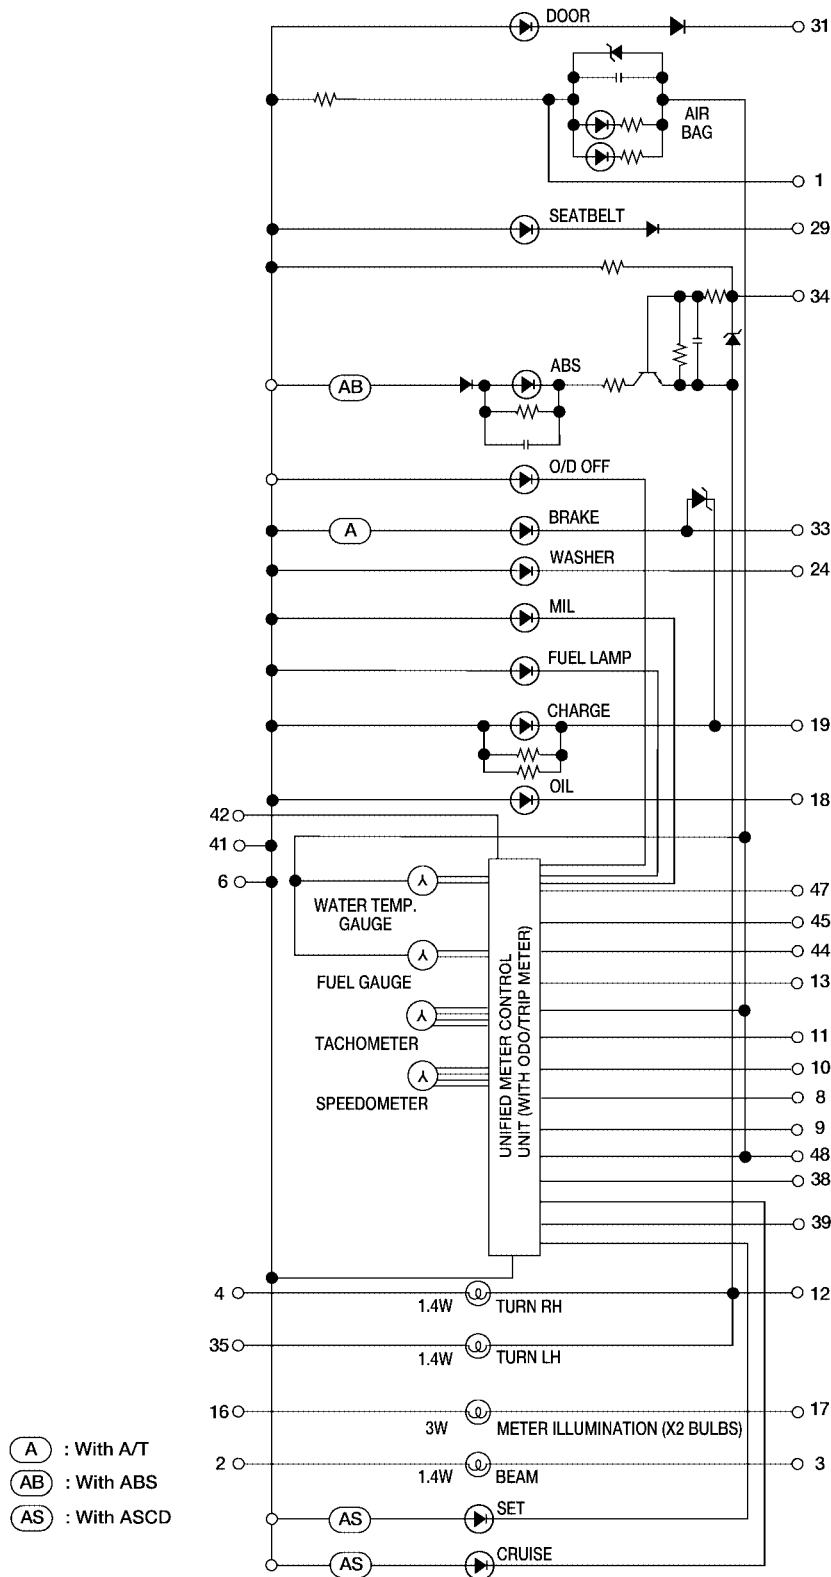 DOOR
31
AIR
BAG
1
SEATBELT
29
34
ABS
AB
O/D OFF
A
BRAKE
33
WASHER
24
MIL
FUEL LAMP
CHARGE
19
OIL
18
42
41
6
WATER TEMP.
GAUGE
FUEL GAUGE
TACHOMETER
SPEEDOMETER
UNIFIED METER CONTROL
UNIT (WITH ODO/TRIP METER)
47
45
44
13
11
10
8
9
48
38
39
4
1.4W
TURN RH
12
35
1.4W
TURN LH
16
3W
METER ILLUMINATION (X2 BULBS)
17
2
1.4W
BEAM
3
AS
SET
AS
CRUISE
A : With A/T
AB : With ABS
AS : With ASCD